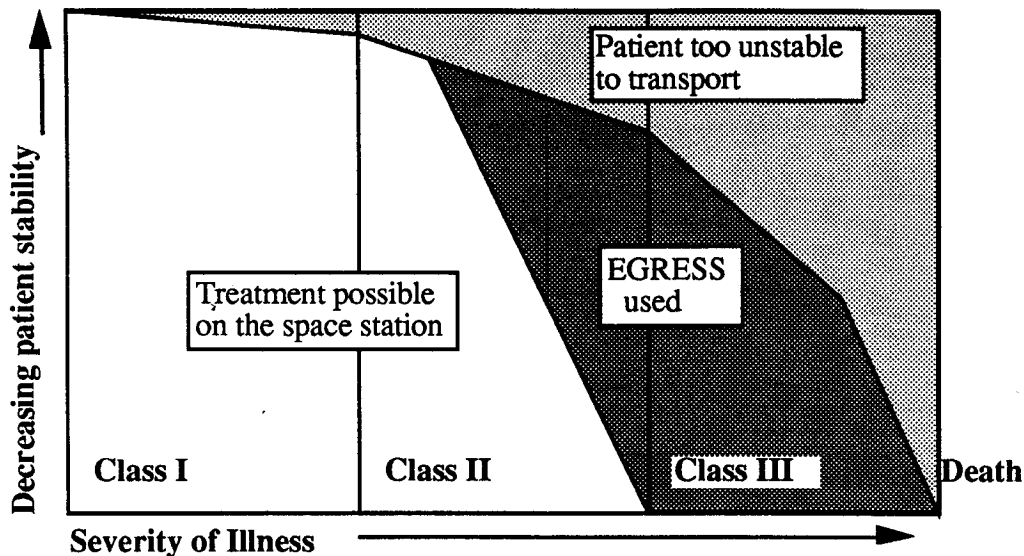 Patient too unstable
to transport
Decreasing patient stability
EGRESS
used
Treatment possible
on the space station
Class I
Class II
Class III
Death
Severity of Illness